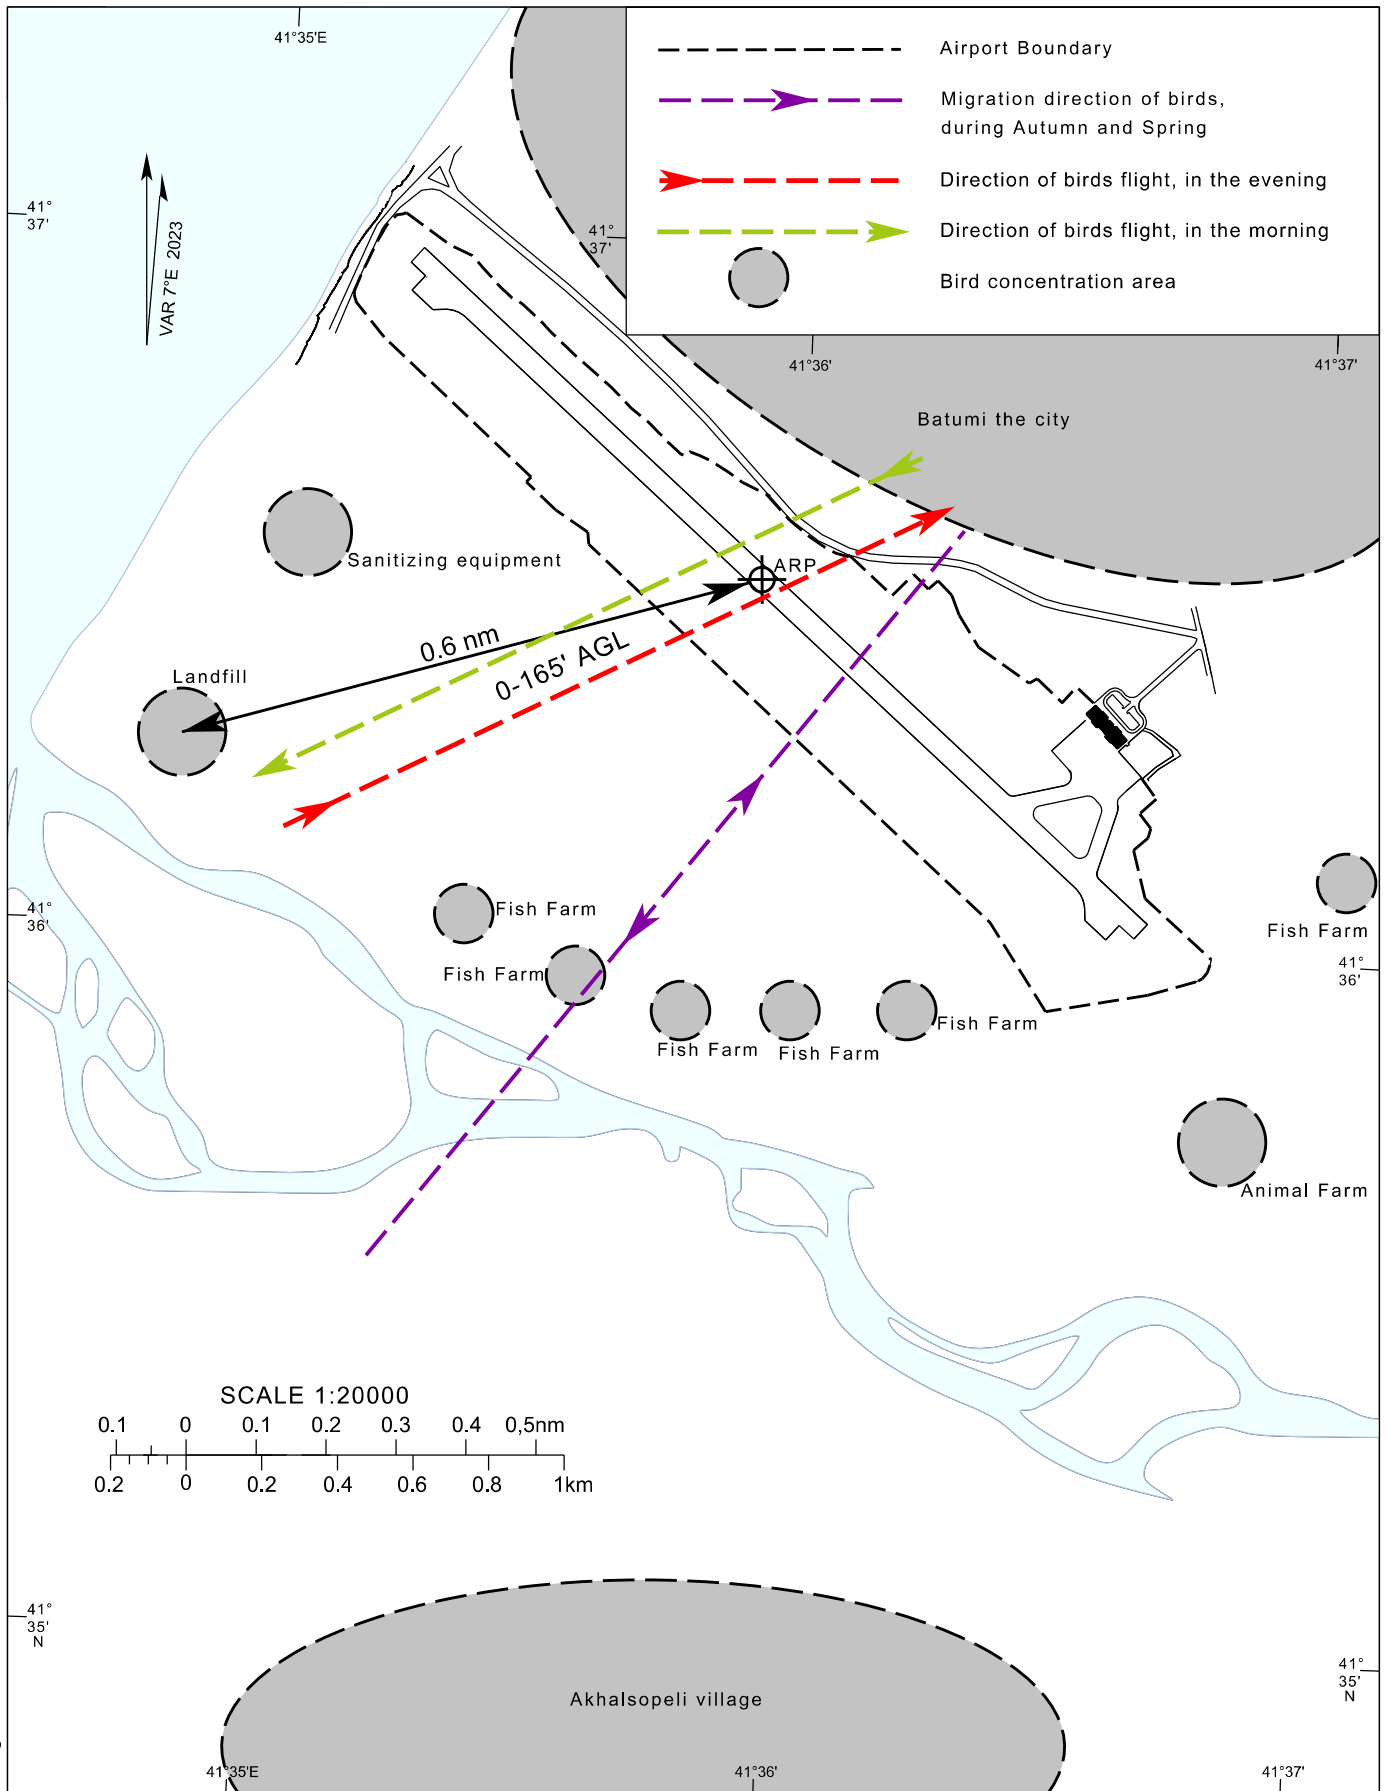 41°35'E
Airport Boundary
Migration direction of birds,
during Autumn and Spring
Direction of birds flight, in the evening
Direction of birds flight, in the morning
Bird concentration area
41°
37'
VAR 7°E 2023
41°
37'
41°36'
41°37'
Batumi the city
Sanitizing equipment
ARP
0.6 nm
0-165' AGL
Landfill
41°
36'
Fish Farm
Fish Farm
Fish Farm
Fish Farm
Fish Farm
Fish Farm
41°
36'
Animal Farm
SCALE 1:20000
0.1 0 0.1 0.2 0.3 0.4 0,5nm
0.2 0 0.2 0.4 0.6 0.8 1km
41°
35'
N
41°
35'
N
Akhalsopeli village
41°35'E
41°36'
41°37'